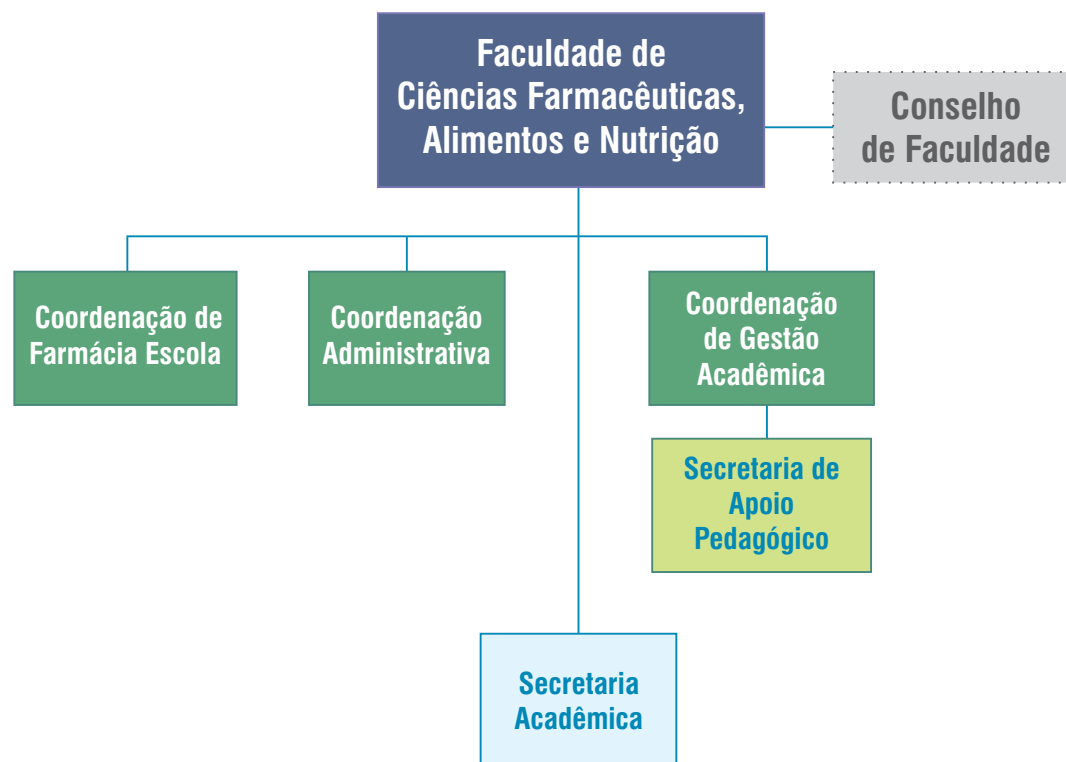 Faculdade de
Ciências Farmacêuticas,
Alimentos e Nutrição
Conselho
de Faculdade
Coordenação de
Farmácia Escola
Coordenação
Administrativa
Coordenação
de Gestão
Acadêmica
Secretaria de
Apoio
Pedagógico
Secretaria
Acadêmica